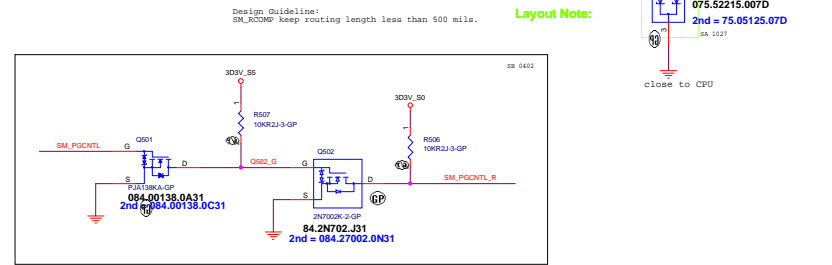 Design Guideline:
SM_RCOMP keep routing length less than 500 mils.
Layout Note:
075.52215.007D
2nd = 75.05125.07D
3
SA 1027
close to CPU
SB 0402
3D3V_S5
1
R507
10KR2J-3-GP
3D3V_S0
1
R506
10KR2J-3-GP
SM_PGCNTL
G
Q501
D
S
PJA138KA-GP
084.00138.0A31
2nd = 084.00138.0C31
Q502_G
G
Q502
D
S
GP
SM_PGCNTL_R
2N7002K-2-GP
84.2N702.J31
2nd = 084.27002.0N31